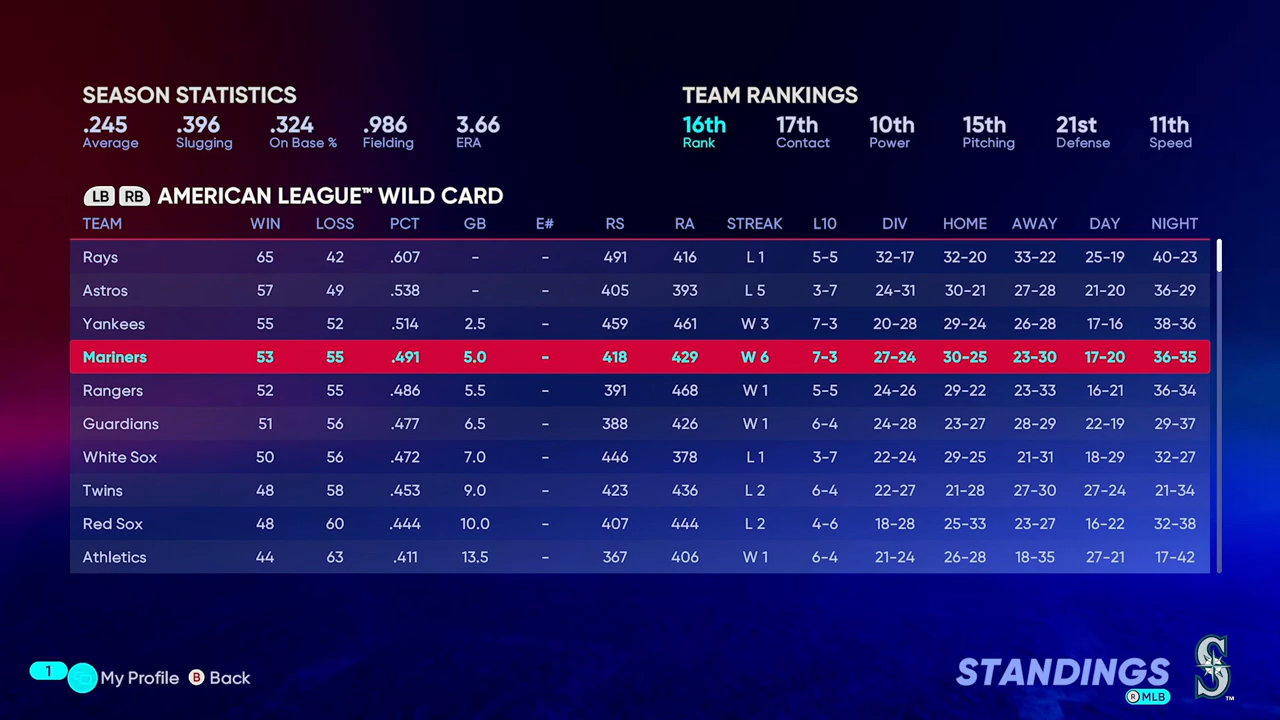 SEASON STATISTICS TEAM RANKINGS
.245 .396 .324 .986 3.66 16th 17th 10th 15th 21st 11th
Average Slugging On Base % Fielding ERA Rank Contact Power Pitching Defense Speed
LB RB AMERICAN LEAGUE™ WILD CARD
TEAM WIN LOSS PCT GB E# RS RA STREAK L10 DIV HOME AWAY DAY NIGHT
Rays 65 42 .607 - - 491 416 L 1 5-5 32-17 32-20 33-22 25-19 40-23
Astros 57 49 .538 - - 405 393 L 5 3-7 24-31 30-21 27-28 21-20 36-29
Yankees 55 52 .514 2.5 - 459 461 W 3 7-3 20-28 29-24 26-28 17-16 38-36
Mariners 53 55 .491 5.0 - 418 429 W 6 7-3 27-24 30-25 23-30 17-20 36-35
Rangers 52 55 .486 5.5 - 391 468 W 1 5-5 24-26 29-22 23-33 16-21 36-34
Guardians 51 56 .477 6.5 - 388 426 W 1 6-4 24-28 23-27 28-29 22-19 29-37
White Sox 50 56 .472 7.0 - 446 378 L 1 3-7 22-24 29-25 21-31 18-29 32-27
Twins 48 58 .453 9.0 - 423 436 L 2 6-4 22-27 21-28 27-30 27-24 21-34
Red Sox 48 60 .444 10.0 - 407 444 L 2 4-6 18-28 25-33 23-27 16-22 32-38
Athletics 44 63 .411 13.5 - 367 406 W 1 6-4 21-24 26-28 18-35 27-21 17-42
1 My Profile B Back
STANDINGS
R MLB
S™